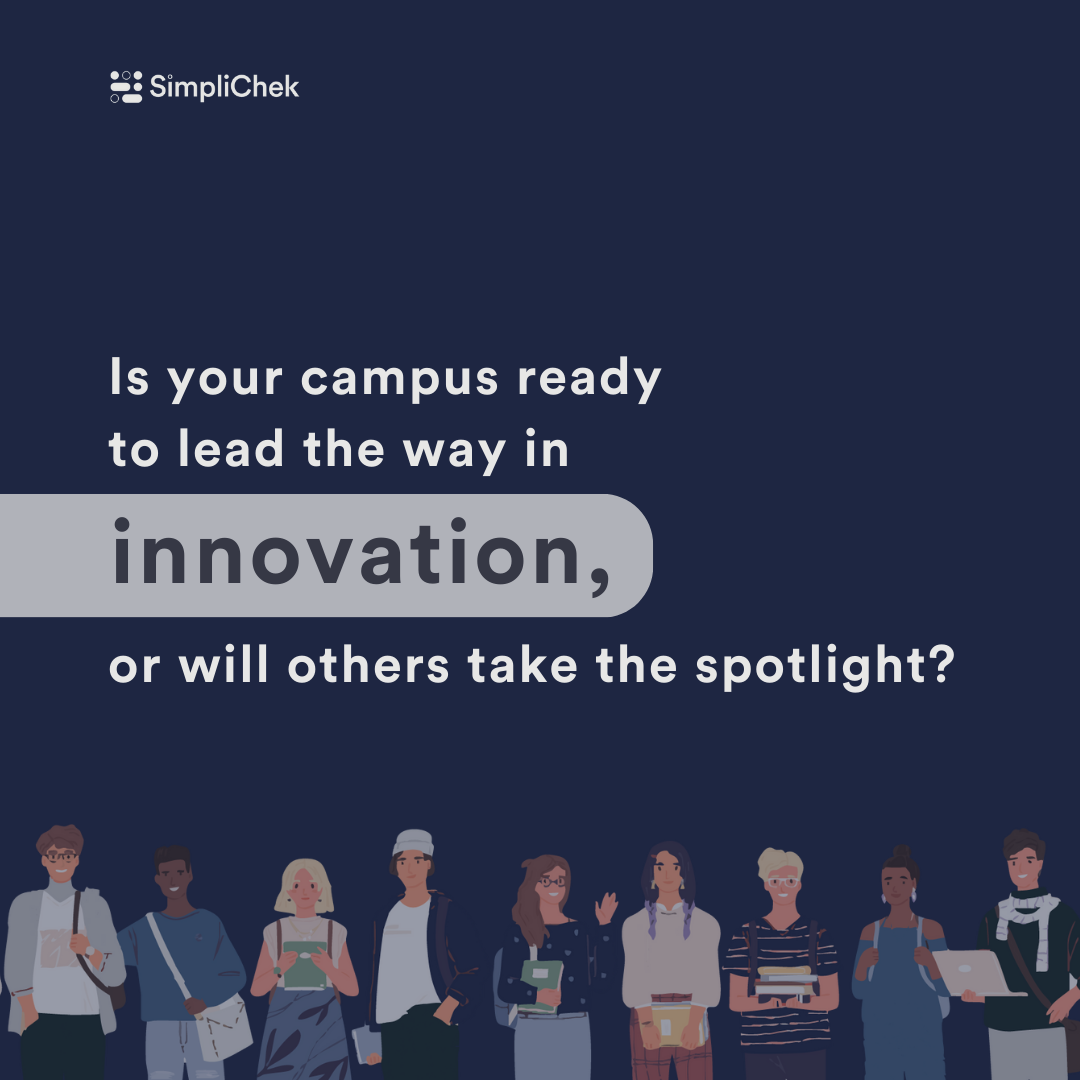 SimpliChek
Is your campus ready
to lead the way in
innovation,
or will others take the spotlight?